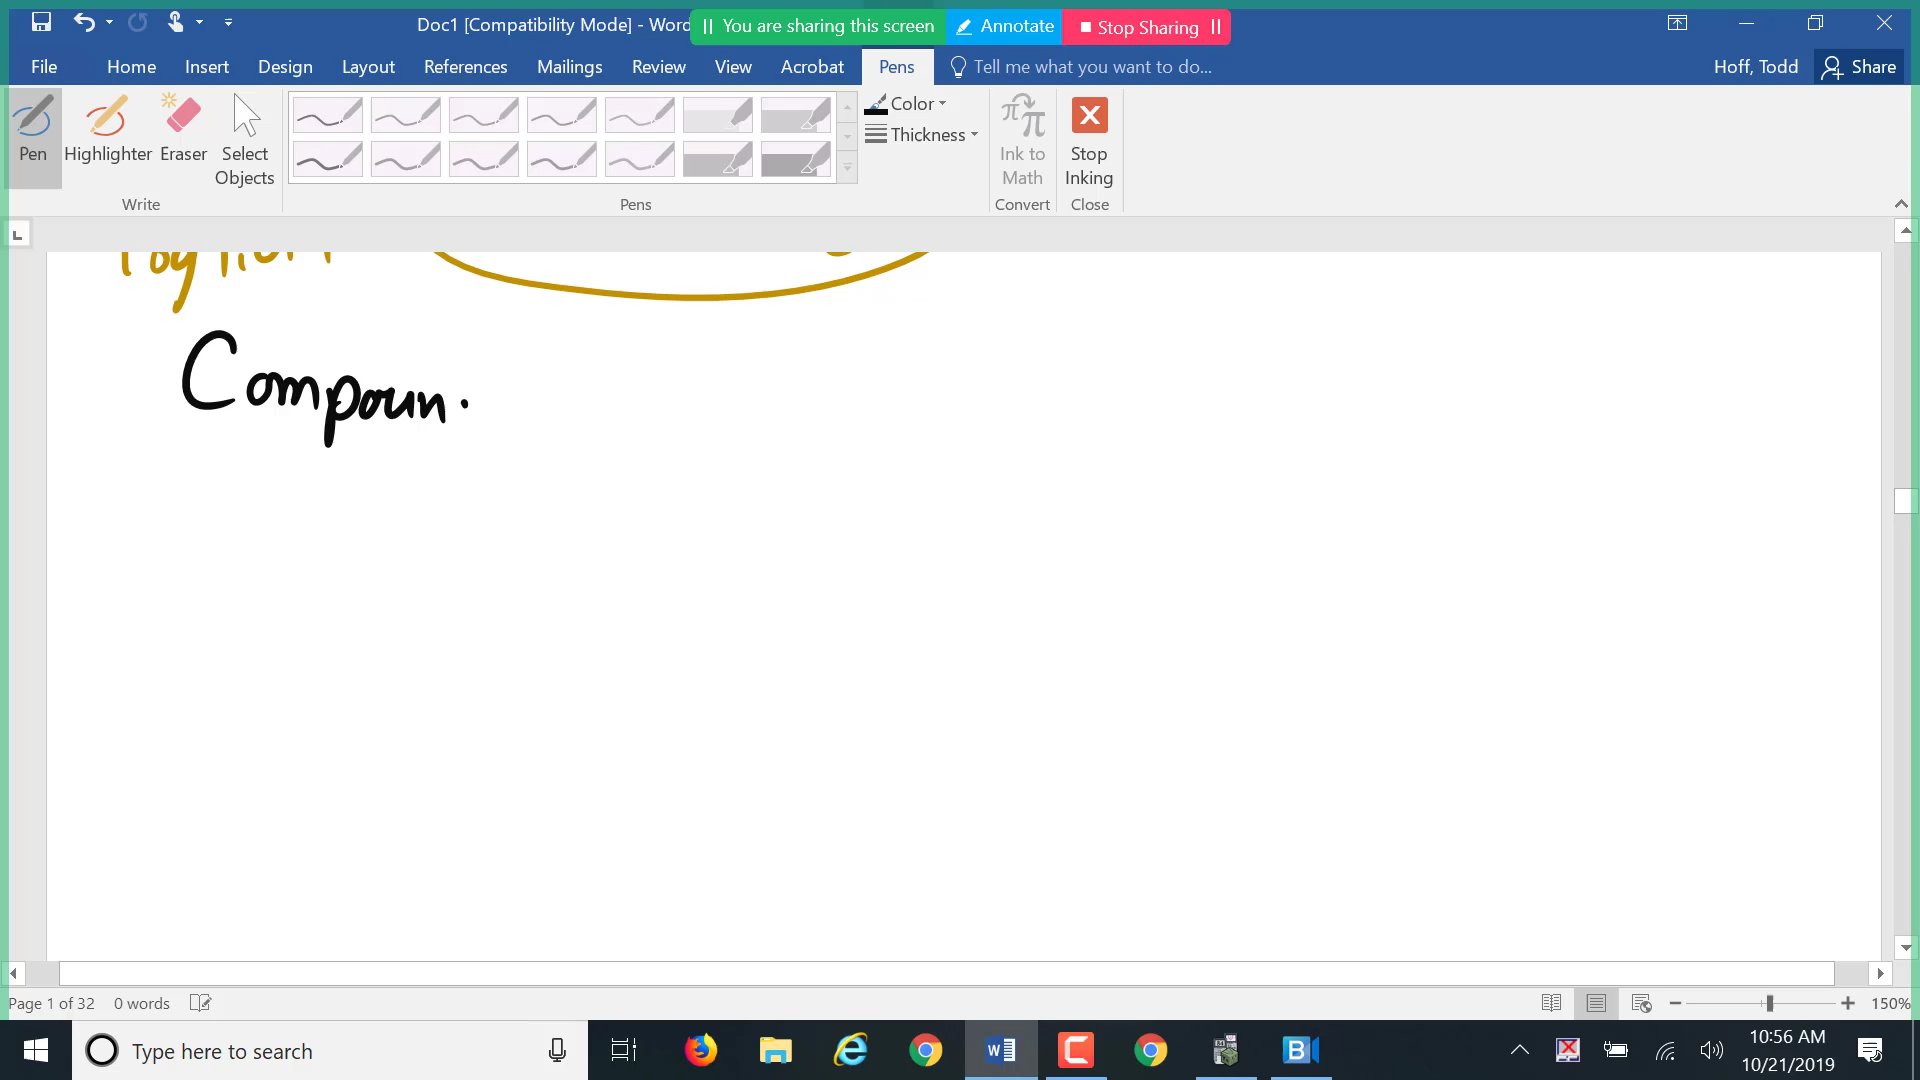 Doc1 [Compatibility Mode] - Word
You are sharing this screen
Annotate
Stop Sharing
File Home Insert Design Layout References Mailings Review View Acrobat Pens Tell me what you want to do... Hoff, Todd Share
Pen Highlighter Eraser Select Objects
Color
Thickness
Ink to Math
Stop Inking
Write Pens Convert Close
Compoun
Page 1 of 32 0 words 150%
Type here to search
10:56 AM
10/21/2019